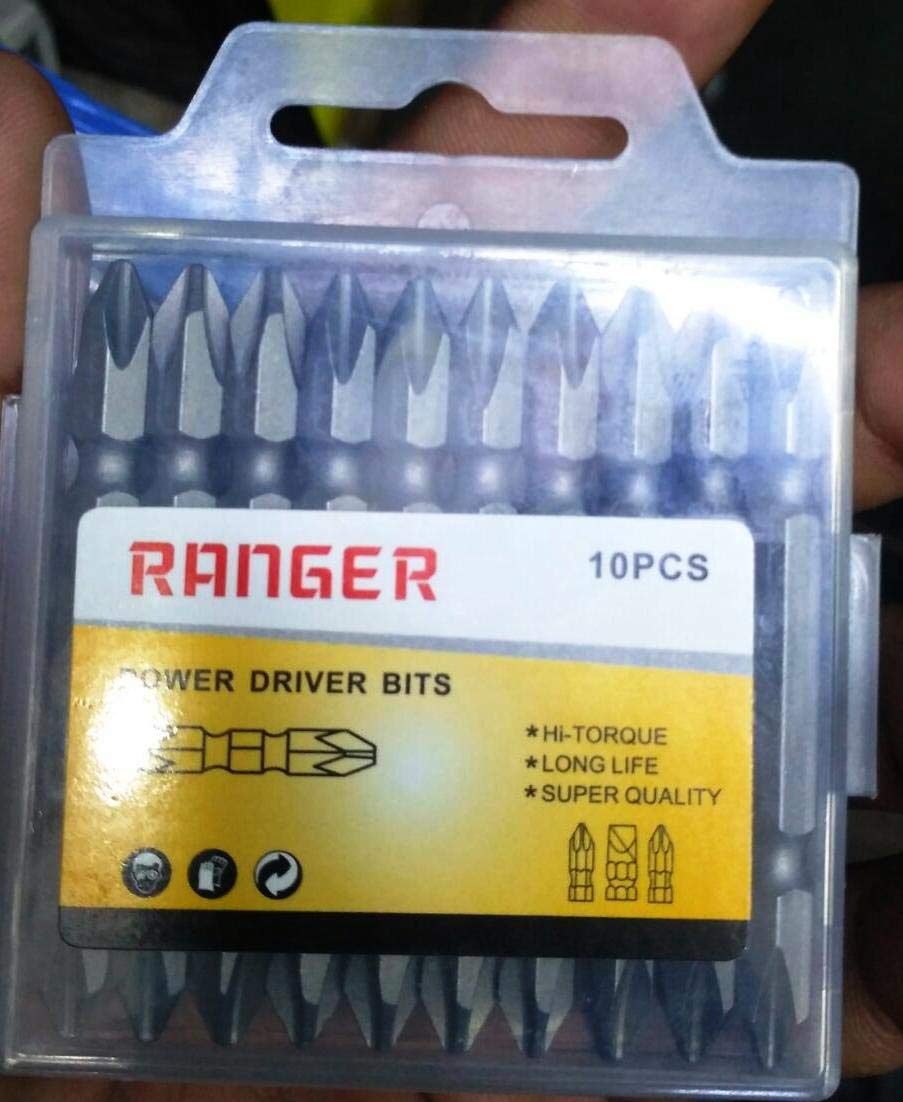 RANGER
10PCS
POWER DRIVER BITS
*Hi-TORQUE
*LONG LIFE
*SUPER QUALITY